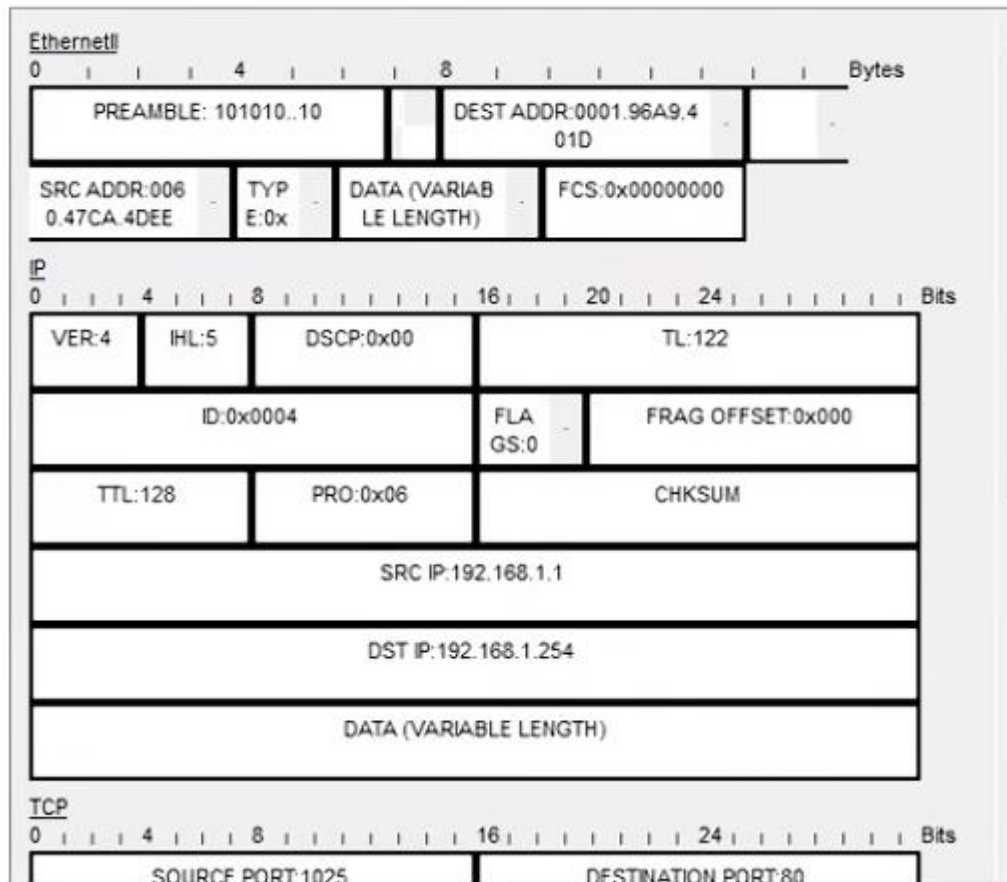 EthernetII
0 4 8 Bytes
PREAMBLE: 101010..10
DEST ADDR:0001.96A9.4
01D
SRC ADDR:006
0.47CA.4DEE
TYP
E:0x
DATA (VARIAB
LE LENGTH)
FCS:0x00000000
IP
0 4 8 16 20 24 Bits
VER:4 IHL:5 DSCP:0x00 TL:122
ID:0x0004
FLA
GS:0
FRAG OFFSET:0x000
TTL:128 PRO:0x06 CHKSUM
SRC IP:192.168.1.1
DST IP:192.168.1.254
DATA (VARIABLE LENGTH)
TCP
0 4 8 16 24 Bits
SOURCE PORT:1025 DESTINATION PORT:80